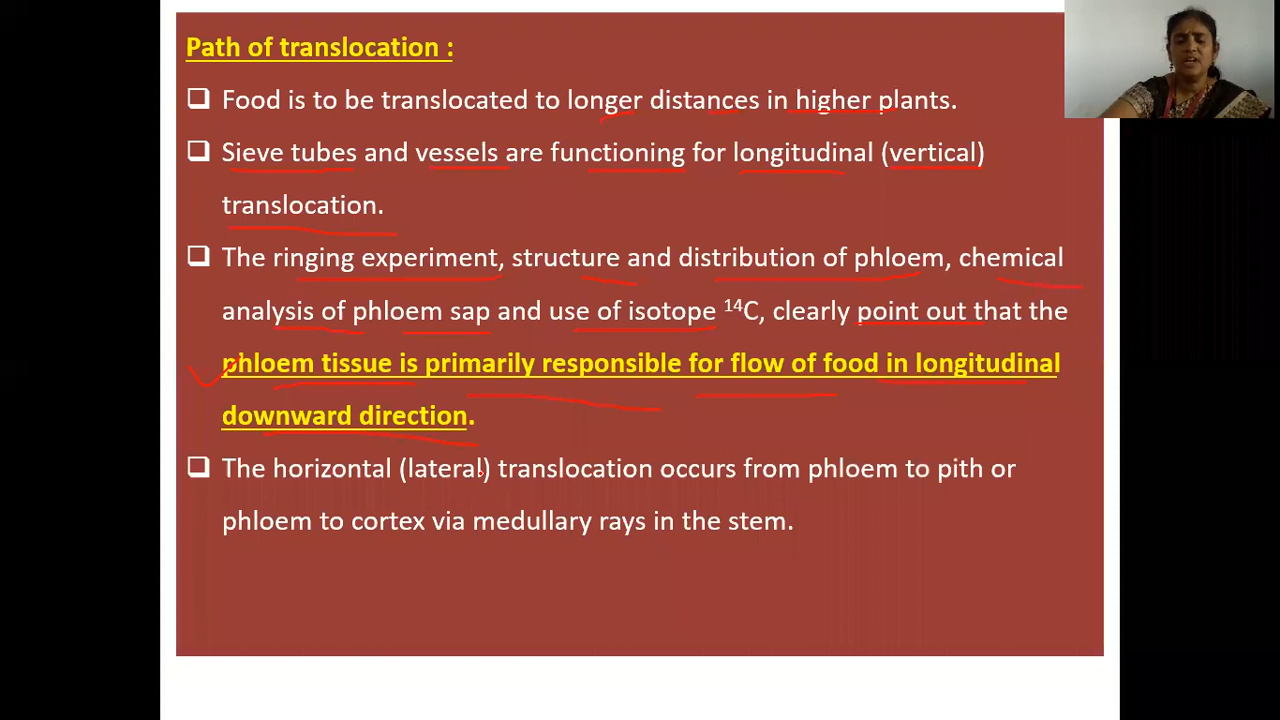 Path of translocation :
❑ Food is to be translocated to longer distances in higher plants.
❑ Sieve tubes and vessels are functioning for longitudinal (vertical)
translocation.
❑ The ringing experiment, structure and distribution of phloem, chemical
analysis of phloem sap and use of isotope ¹⁴C, clearly point out that the
phloem tissue is primarily responsible for flow of food in longitudinal
downward direction.
❑ The horizontal (lateral) translocation occurs from phloem to pith or
phloem to cortex via medullary rays in the stem.